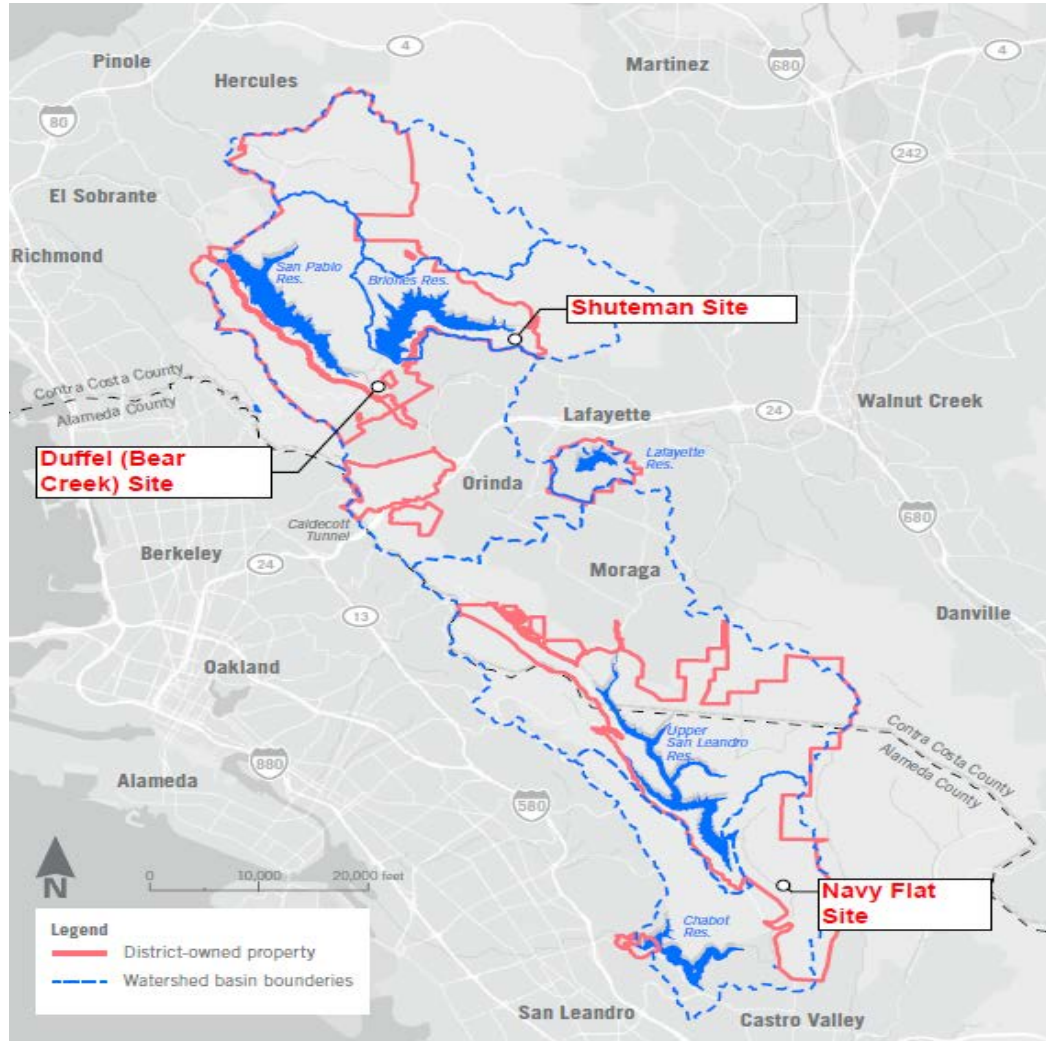 Pinole
4
Martinez
680
4
Hercules
80
242
El Sobrante
Richmond
San Pablo
Res.
Briones Res.
Shuteman Site
Contra Costa County
Alameda County
Lafayette
24
Walnut Creek
Duffel (Bear
Creek) Site
Lafayette
Res.
Orinda
Caldecott
Tunnel
680
Berkeley
24
Moraga
13
Danville
Oakland
Upper
San Leandro
Res.
Contra Costa County
Alameda County
880
Alameda
580
N
0
10,000
20,000 feet
Navy Flat
Site
Legend
District-owned property
Watershed basin bounderies
Chabot
Res.
San Leandro
Castro Valley